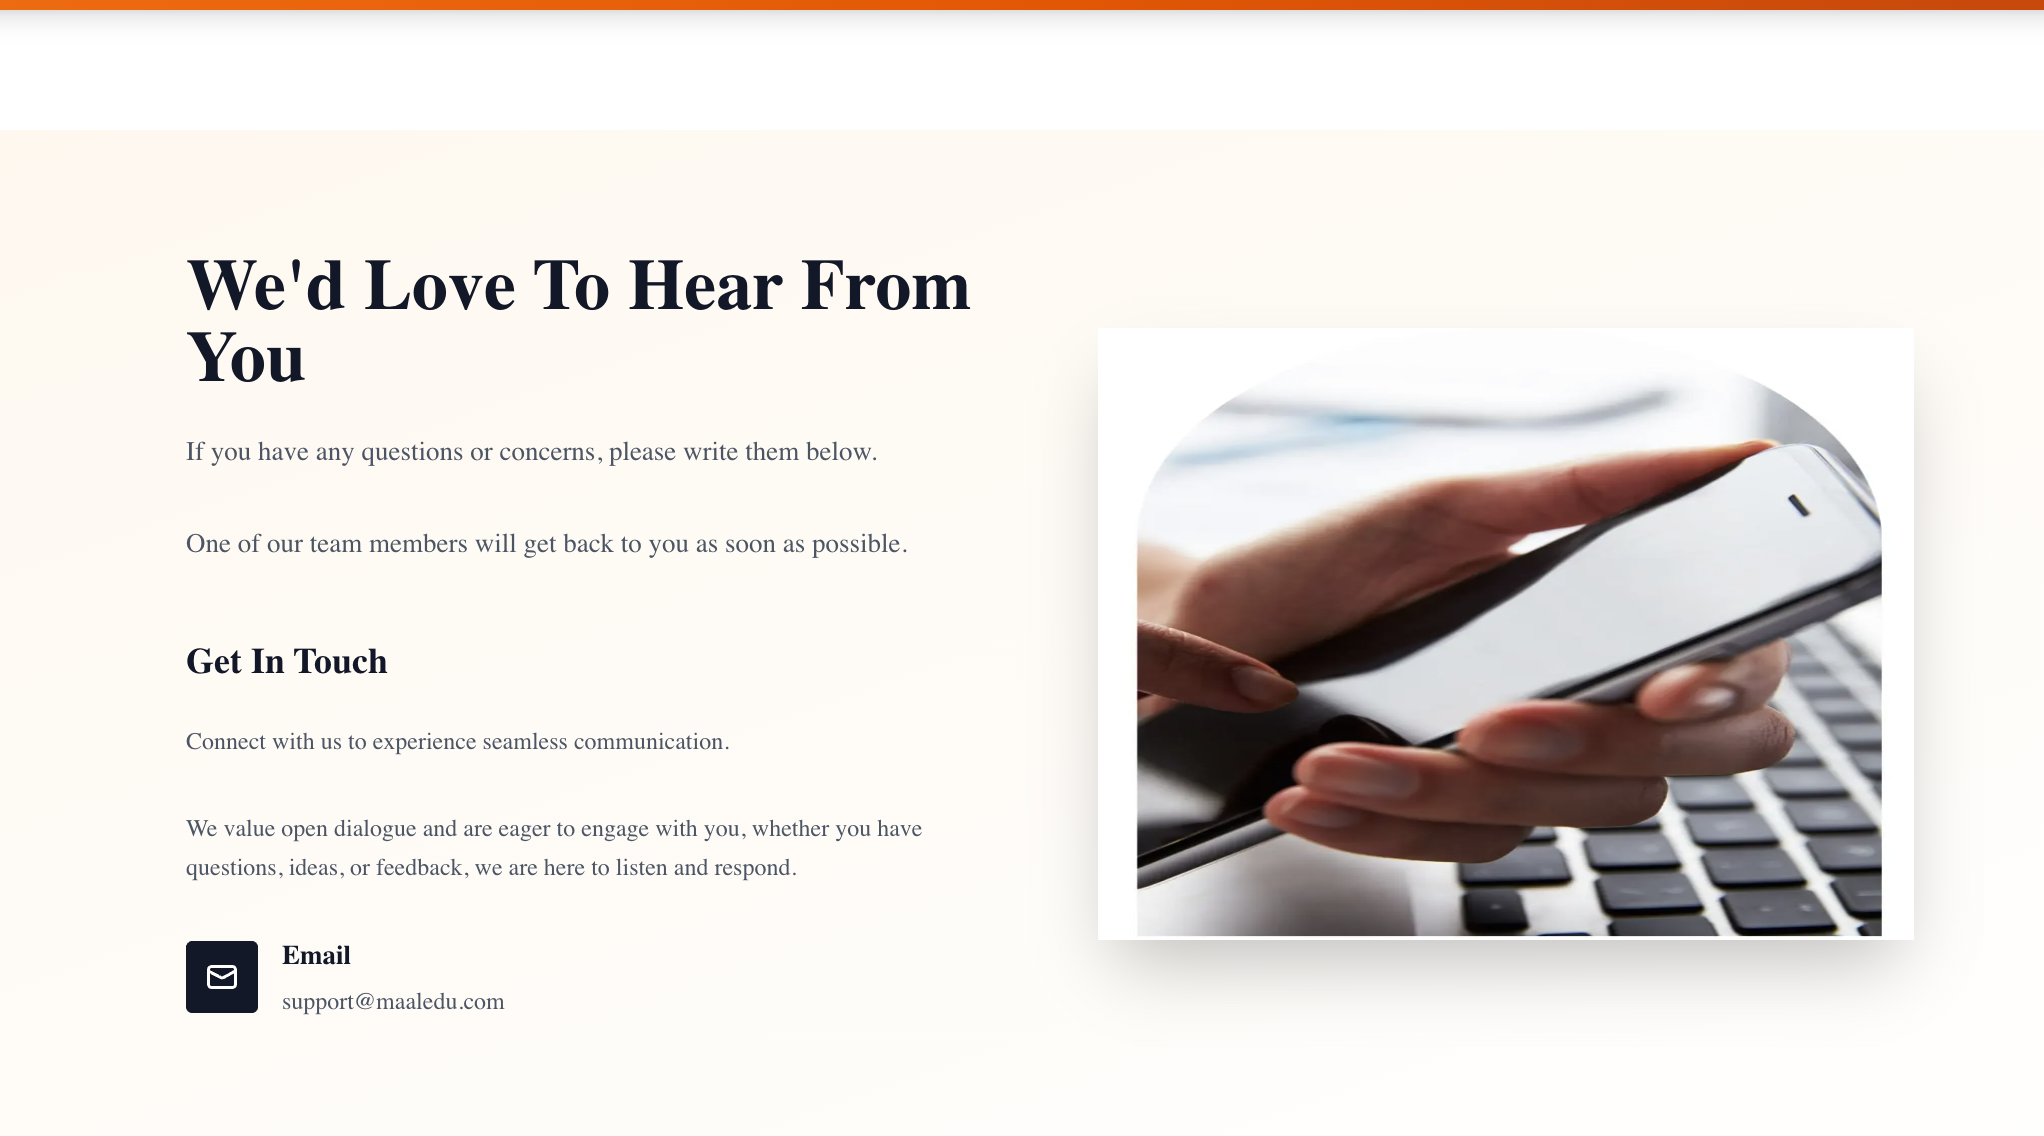 We'd Love To Hear From
You
If you have any questions or concerns, please write them below.
One of our team members will get back to you as soon as possible.
Get In Touch
Connect with us to experience seamless communication.
We value open dialogue and are eager to engage with you, whether you have
questions, ideas, or feedback, we are here to listen and respond.
Email
support@maaledu.com